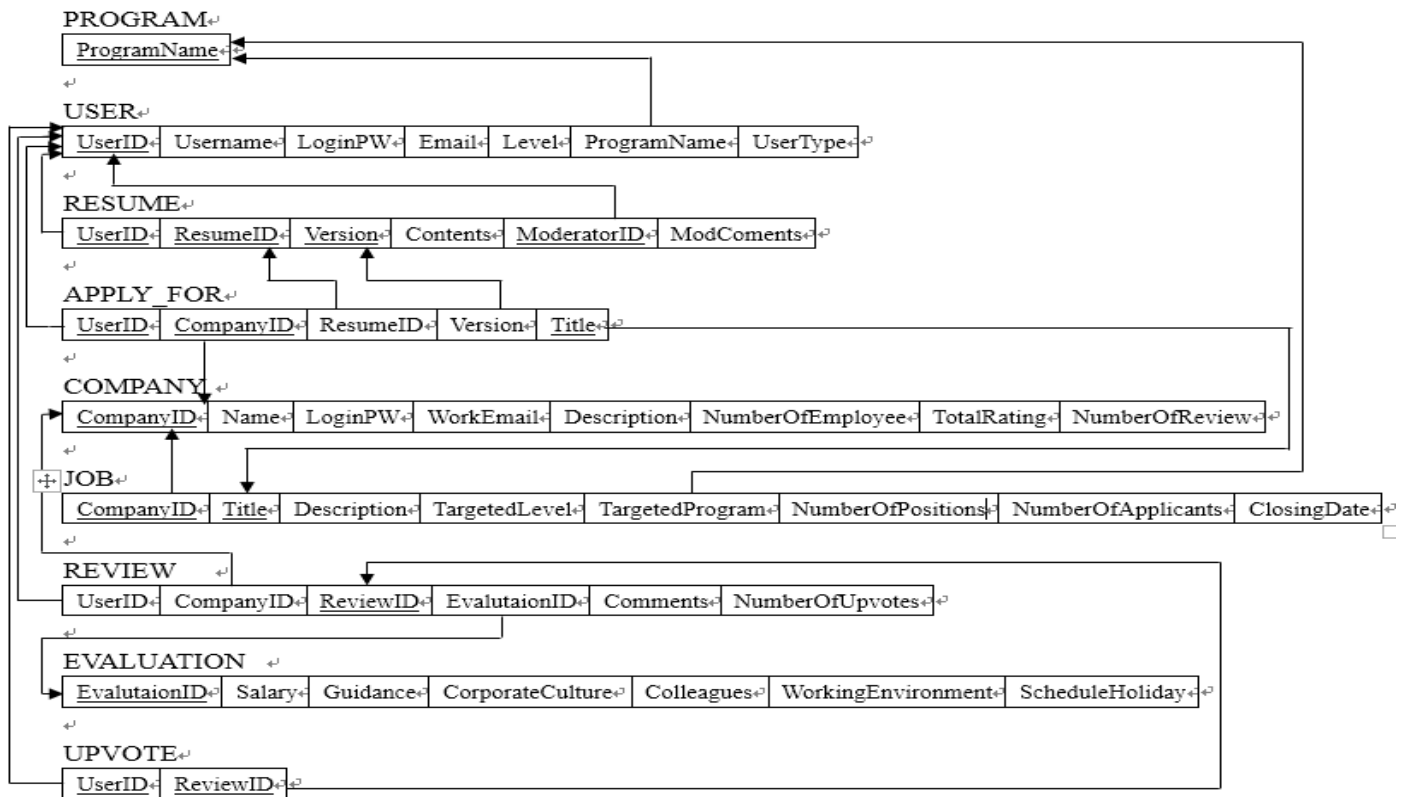 PROGRAM
ProgramName
USER
UserID Username LoginPW Email Level ProgramName UserType
RESUME
UserID ResumeID Version Contents ModeratorID ModComents
APPLY_FOR
UserID CompanyID ResumeID Version Title
COMPANY
CompanyID Name LoginPW WorkEmail Description NumberOfEmployee TotalRating NumberOfReview
JOB
CompanyID Title Description TargetedLevel TargetedProgram NumberOfPositions NumberOfApplicants ClosingDate
REVIEW
UserID CompanyID ReviewID EvalutaionID Comments NumberOfUpvotes
EVALUATION
EvalutaionID Salary Guidance CorporateCulture Colleagues WorkingEnvironment ScheduleHoliday
UPVOTE
UserID ReviewID